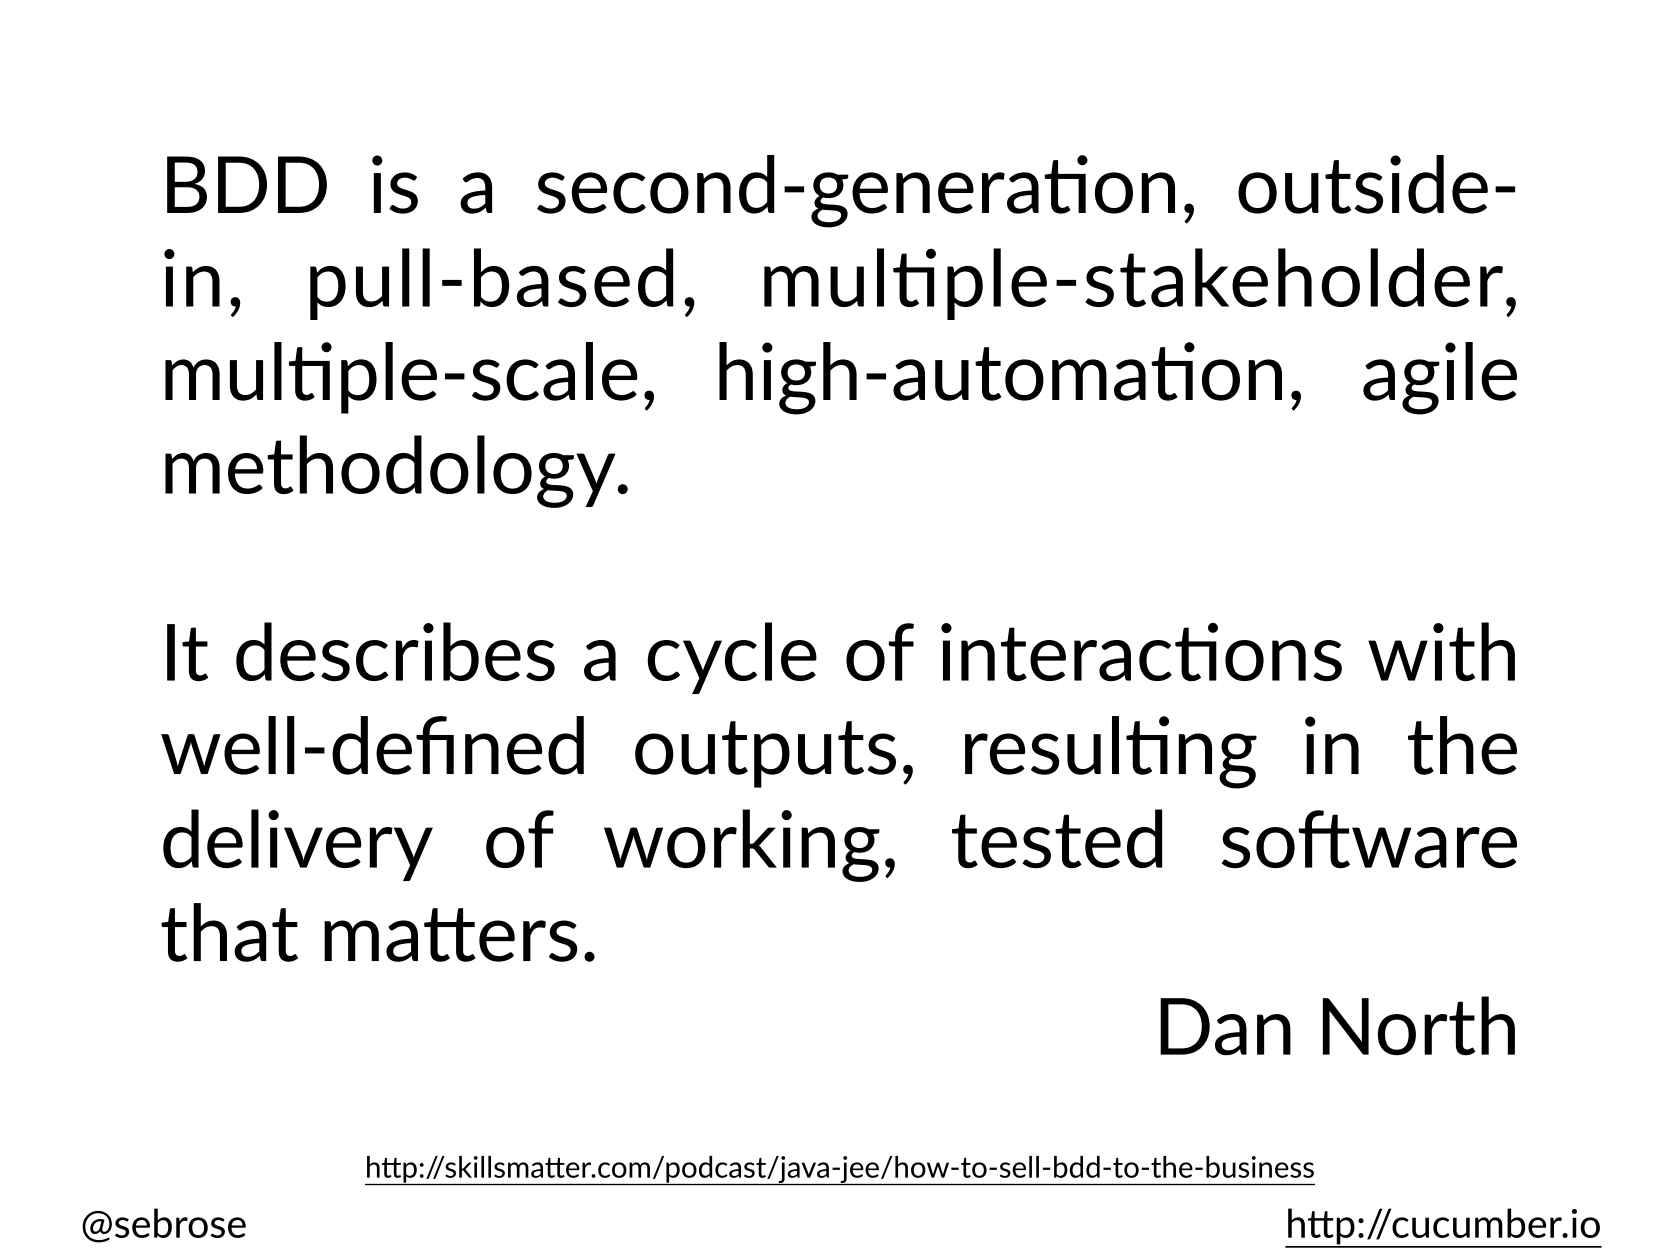 BDD is a second-generation, outside-
in, pull-based, multiple-stakeholder,
multiple-scale, high-automation, agile
methodology.
It describes a cycle of interactions with
well-defined outputs, resulting in the
delivery of working, tested software
that matters.
Dan North
http://skillsmatter.com/podcast/java-jee/how-to-sell-bdd-to-the-business
@sebrose
http://cucumber.io